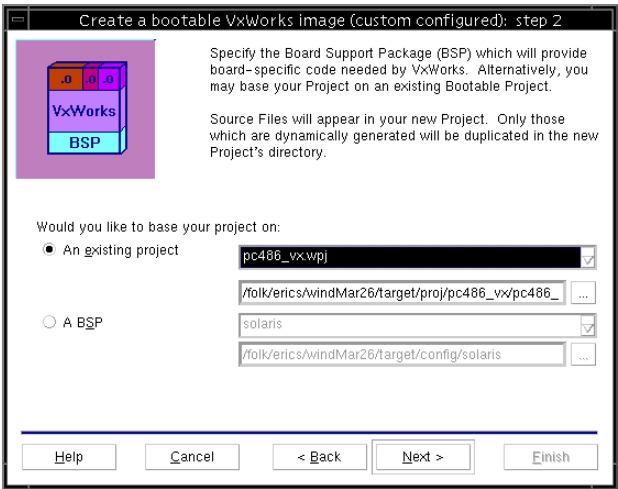 Create a bootable VxWorks image (custom configured): step 2
Specify the Board Support Package (BSP) which will provide
board-specific code needed by VxWorks. Alternatively, you
may base your Project on an existing Bootable Project.
Source Files will appear in your new Project. Only those
which are dynamically generated will be duplicated in the new
Project's directory.
.o .o .o
VxWorks
BSP
Would you like to base your project on:
An existing project
pc486_vx.wpj
/folk/erics/windMar26/target/proj/pc486_vx/pc486_
...
A BSP
solaris
/folk/erics/windMar26/target/config/solaris
...
Help Cancel < Back Next > Finish